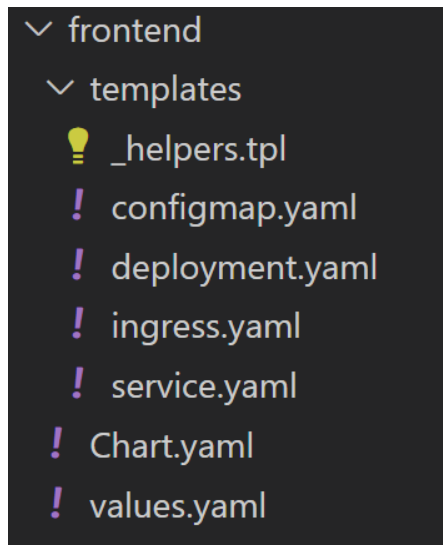 frontend
templates
_helpers.tpl
configmap.yaml
deployment.yaml
ingress.yaml
service.yaml
Chart.yaml
values.yaml